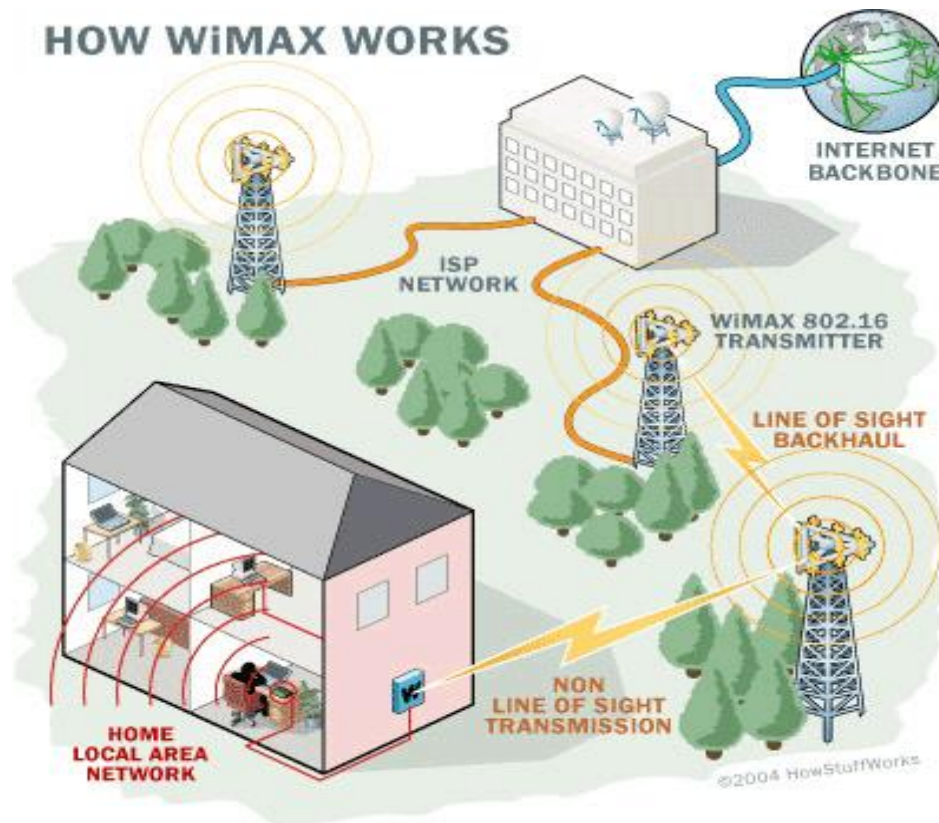 HOW WiMAX WORKS
INTERNET
BACKBONE
ISP
NETWORK
WiMAX 802.16
TRANSMITTER
LINE OF SIGHT
BACKHAUL
NON
LINE OF SIGHT
TRANSMISSION
HOME
LOCAL AREA
NETWORK
©2004 HowStuffWorks